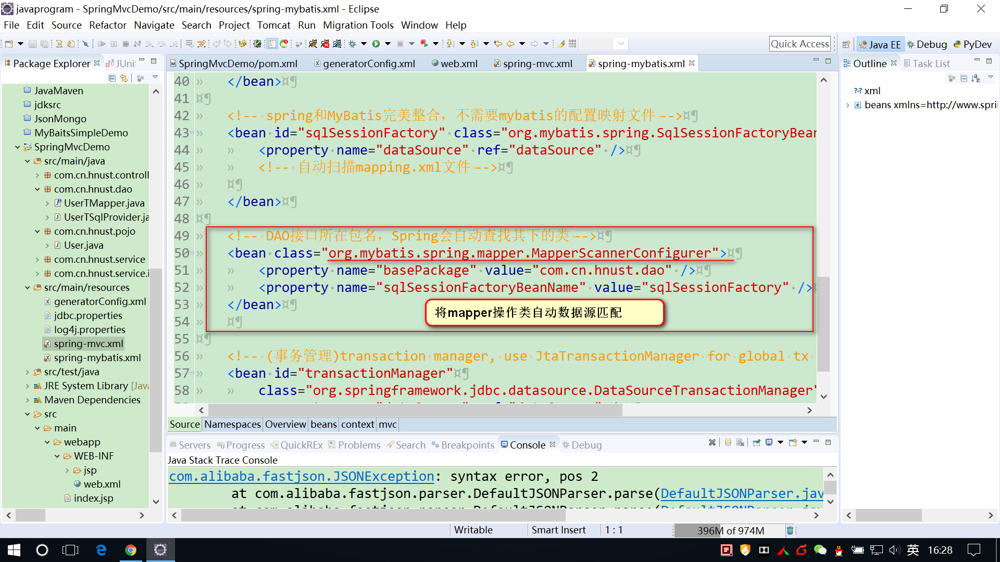 javaprogram - SpringMvcDemo/src/main/resources/spring-mybatis.xml - Eclipse
File Edit Source Refactor Navigate Search Project Tomcat Run Migration Tools Window Help
Quick Access
Java EE
Debug
PyDev
Package Explorer
JUnit
JavaMaven
jdksrc
JsonMongo
MyBaitsSimpleDemo
SpringMvcDemo
src/main/java
com.cn.hnust.controll
com.cn.hnust.dao
UserTMapper.java
UserTSqlProvider.ja
com.cn.hnust.pojo
User.java
com.cn.hnust.service
com.cn.hnust.service.i
src/main/resources
generatorConfig.xml
jdbc.properties
log4j.properties
spring-mvc.xml
spring-mybatis.xml
src/test/java
JRE System Library [Java
Maven Dependencies
src
main
webapp
WEB-INF
jsp
web.xml
index.jsp
SpringMvcDemo/pom.xml generatorConfig.xml web.xml spring-mvc.xml spring-mybatis.xml
40 </bean>
41
42 <!-- spring和MyBatis完美整合，不需要mybatis的配置映射文件 -->
43 <bean id="sqlSessionFactory" class="org.mybatis.spring.SqlSessionFactoryBean
44 <property name="dataSource" ref="dataSource" />
45 <!-- 自动扫描mapping.xml文件 -->
46
47 </bean>
48
49 <!-- DAO接口所在包名，Spring会自动查找其下的类 -->
50 <bean class="org.mybatis.spring.mapper.MapperScannerConfigurer">
51 <property name="basePackage" value="com.cn.hnust.dao" />
52 <property name="sqlSessionFactoryBeanName" value="sqlSessionFactory" />
53 </bean>
将mapper操作类自动数据源匹配
54
55
56 <!-- (事务管理)transaction manager, use JtaTransactionManager for global tx
57 <bean id="transactionManager"
58 class="org.springframework.jdbc.datasource.DataSourceTransactionManager"
Source Namespaces Overview beans context mvc
Servers Progress QuickREx Problems Search Breakpoints Console Debug
Java Stack Trace Console
com.alibaba.fastjson.JSONException: syntax error, pos 2
at com.alibaba.fastjson.parser.DefaultJSONParser.parse(DefaultJSONParser.jav
Outline
Task List
xml
beans xmlns=http://www.spri
Writable
Smart Insert
1 : 1
396M of 974M
英
16:28